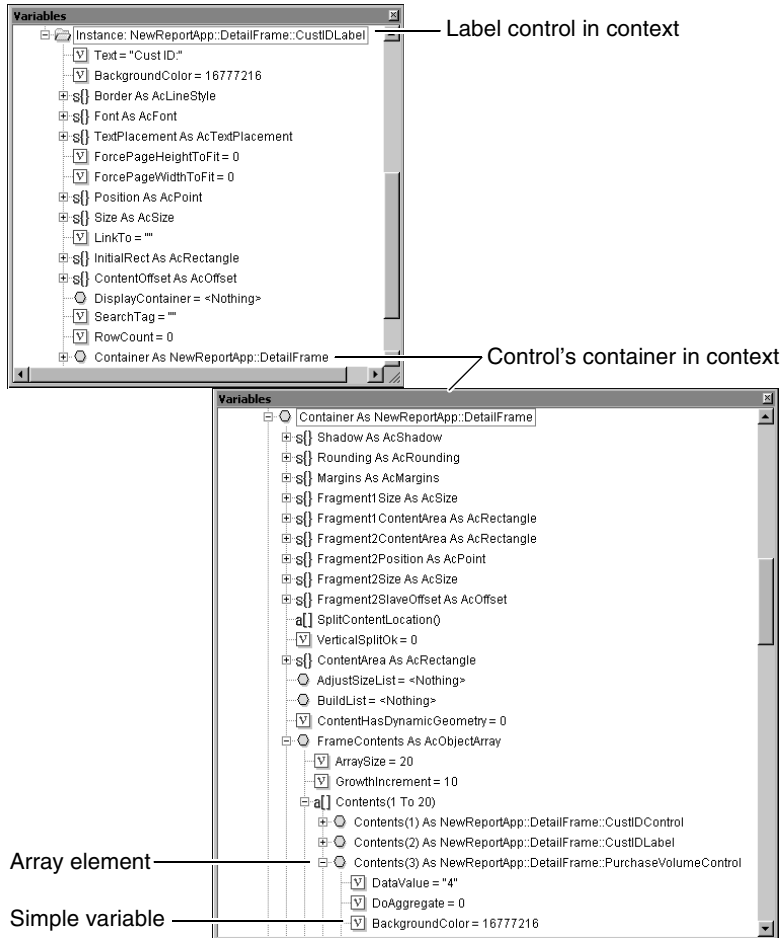 Variables
Label control in context
Instance: NewReportApp::DetailFrame::CustIDLabel
Text = "Cust ID:"
BackgroundColor = 16777216
s{} Border As AcLineStyle
s{} Font As AcFont
s{} TextPlacement As AcTextPlacement
ForcePageHeightToFit = 0
ForcePageWidthToFit = 0
s{} Position As AcPoint
s{} Size As AcSize
LinkTo = ""
s{} InitialRect As AcRectangle
s{} ContentOffset As AcOffset
DisplayContainer = <Nothing>
SearchTag = ""
RowCount = 0
Container As NewReportApp::DetailFrame
Control's container in context
Variables
Container As NewReportApp::DetailFrame
s{} Shadow As AcShadow
s{} Rounding As AcRounding
s{} Margins As AcMargins
s{} Fragment1Size As AcSize
s{} Fragment1ContentArea As AcRectangle
s{} Fragment2ContentArea As AcRectangle
s{} Fragment2Position As AcPoint
s{} Fragment2Size As AcSize
s{} Fragment2SlaveOffset As AcOffset
a[] SplitContentLocation()
VerticalSplitOk = 0
s{} ContentArea As AcRectangle
AdjustSizeList = <Nothing>
BuildList = <Nothing>
ContentHasDynamicGeometry = 0
FrameContents As AcObjectArray
ArraySize = 20
GrowthIncrement = 10
a[] Contents(1 To 20)
Contents(1) As NewReportApp::DetailFrame::CustIDControl
Contents(2) As NewReportApp::DetailFrame::CustIDLabel
Array element
Contents(3) As NewReportApp::DetailFrame::PurchaseVolumeControl
DataValue = "4"
DoAggregate = 0
Simple variable
BackgroundColor = 16777216